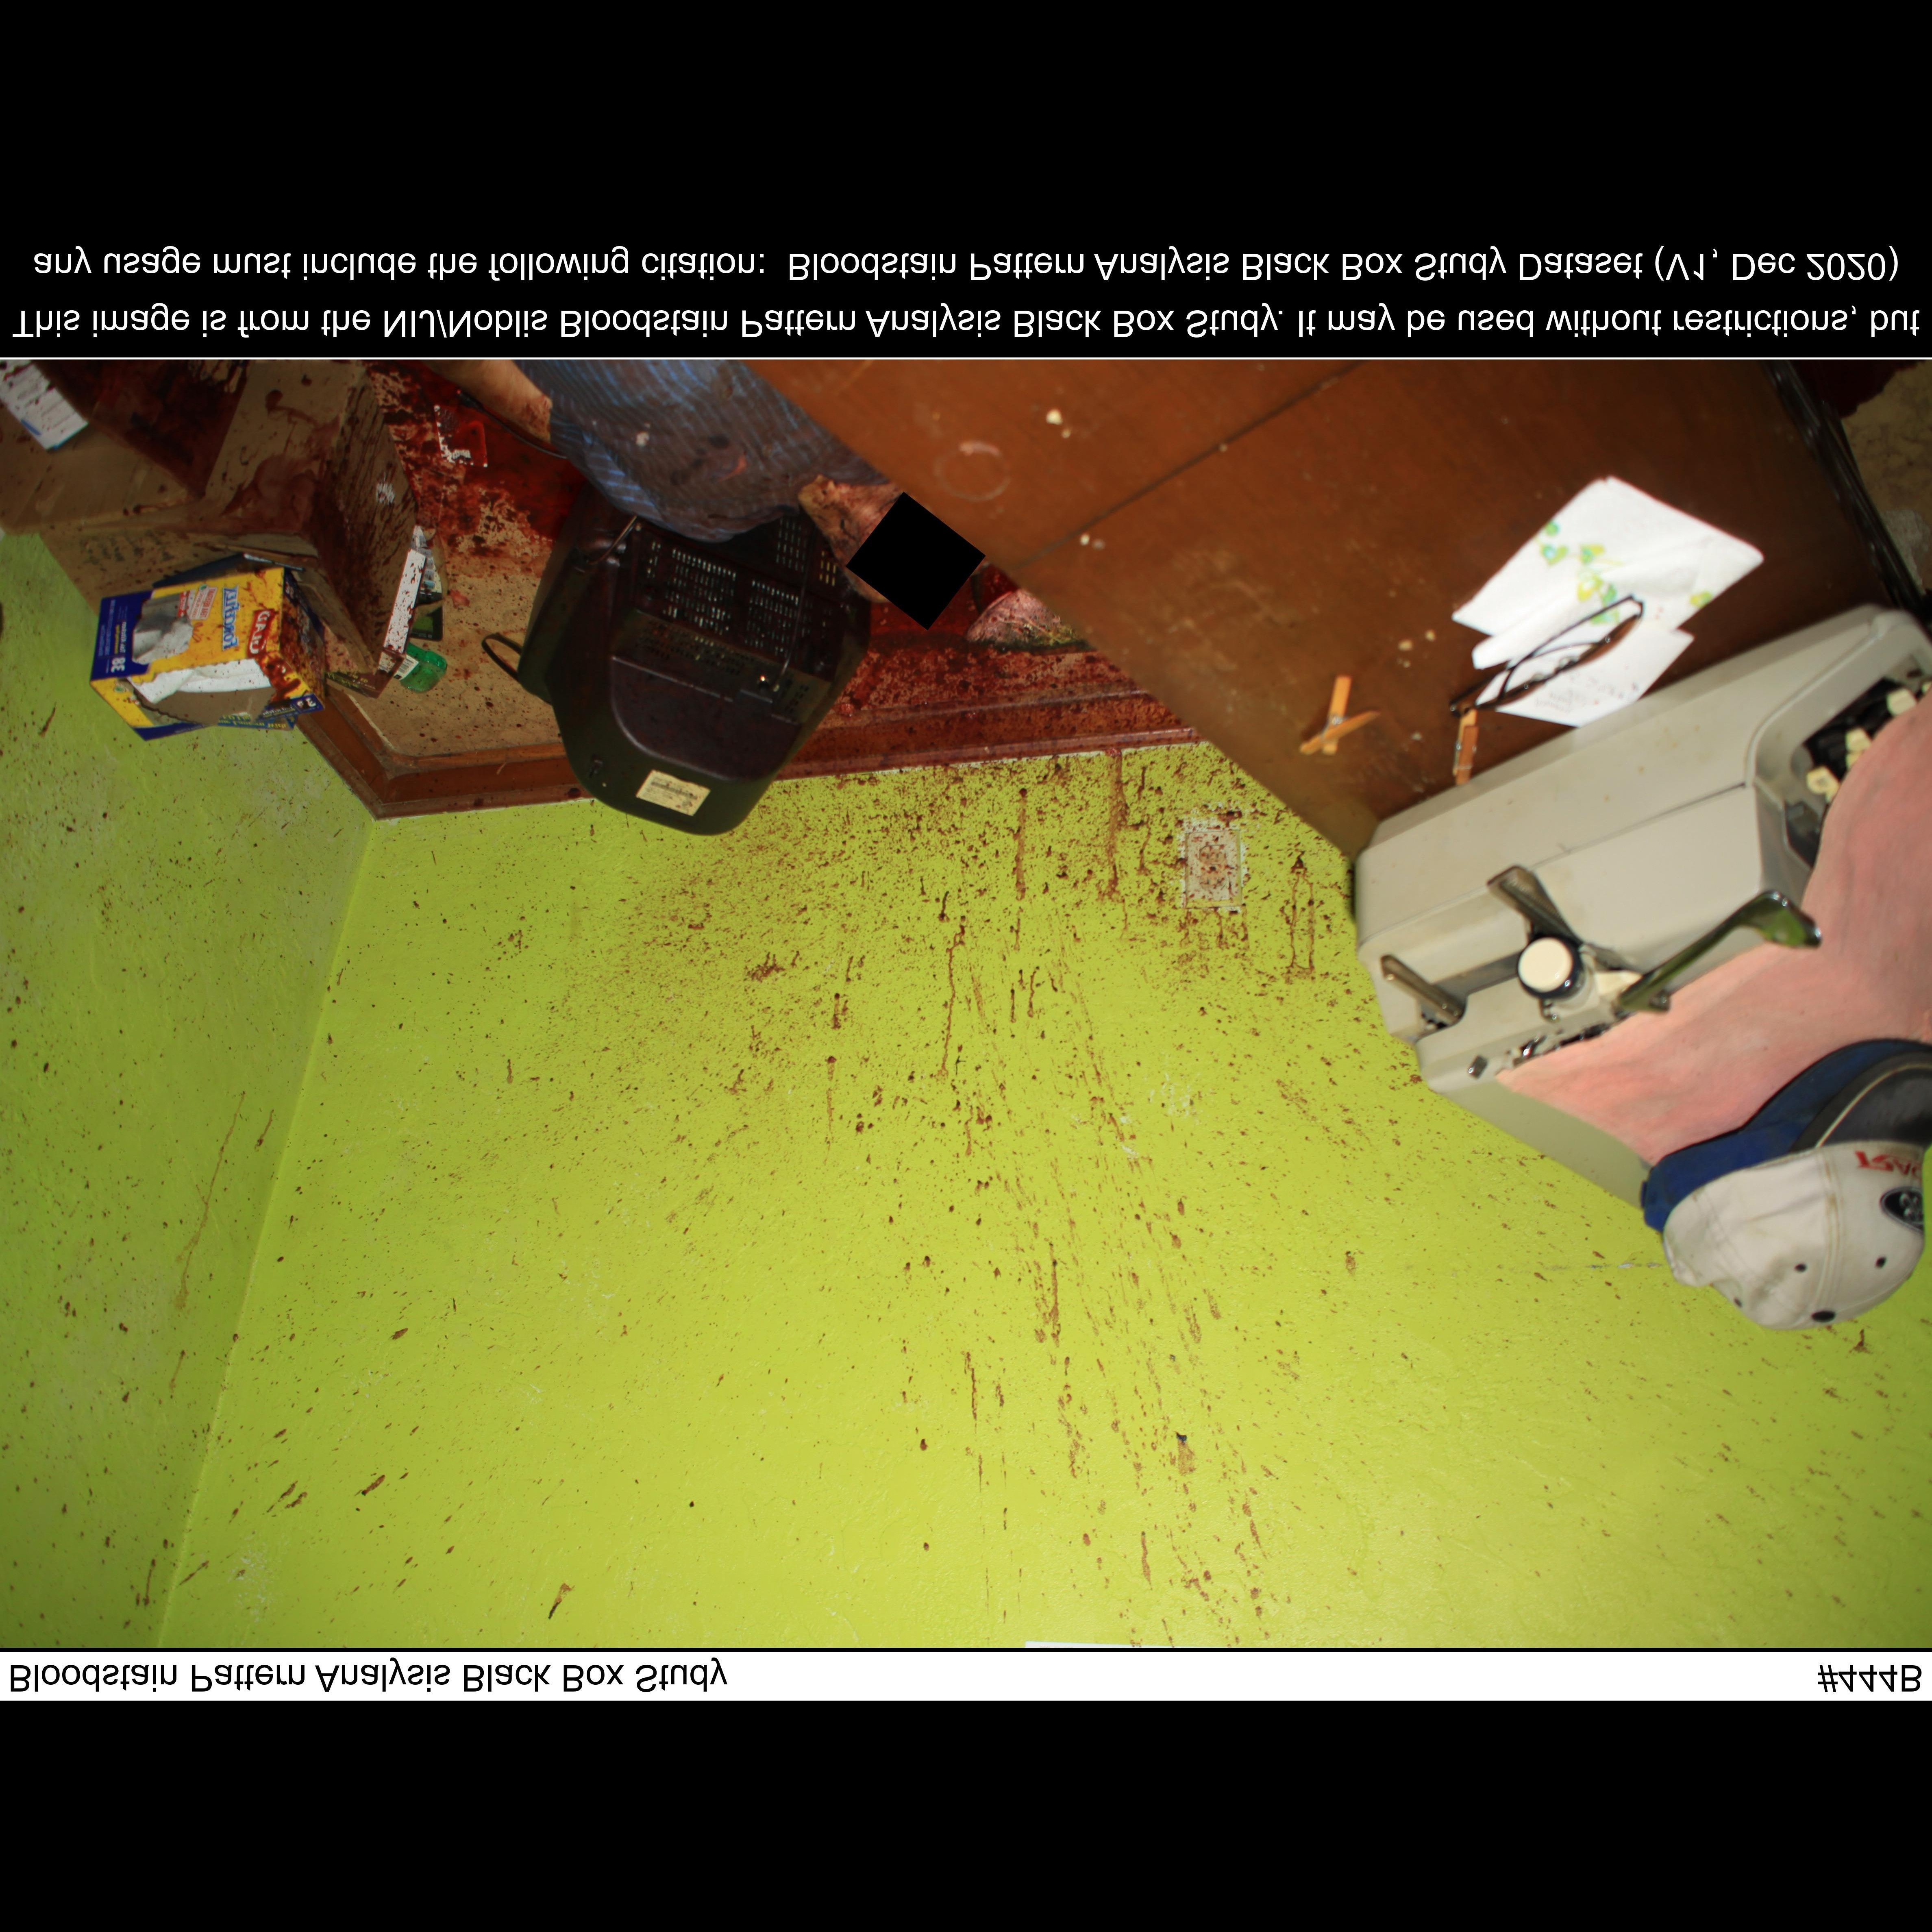 Bloodstain Pattern Analysis Black Box Study #444B
This image is from the NIJ/Noblis Bloodstain Pattern Analysis Black Box Study. It may be used without restrictions, but
any usage must include the following citation: Bloodstain Pattern Analysis Black Box Study Dataset (V1, Dec 2020)